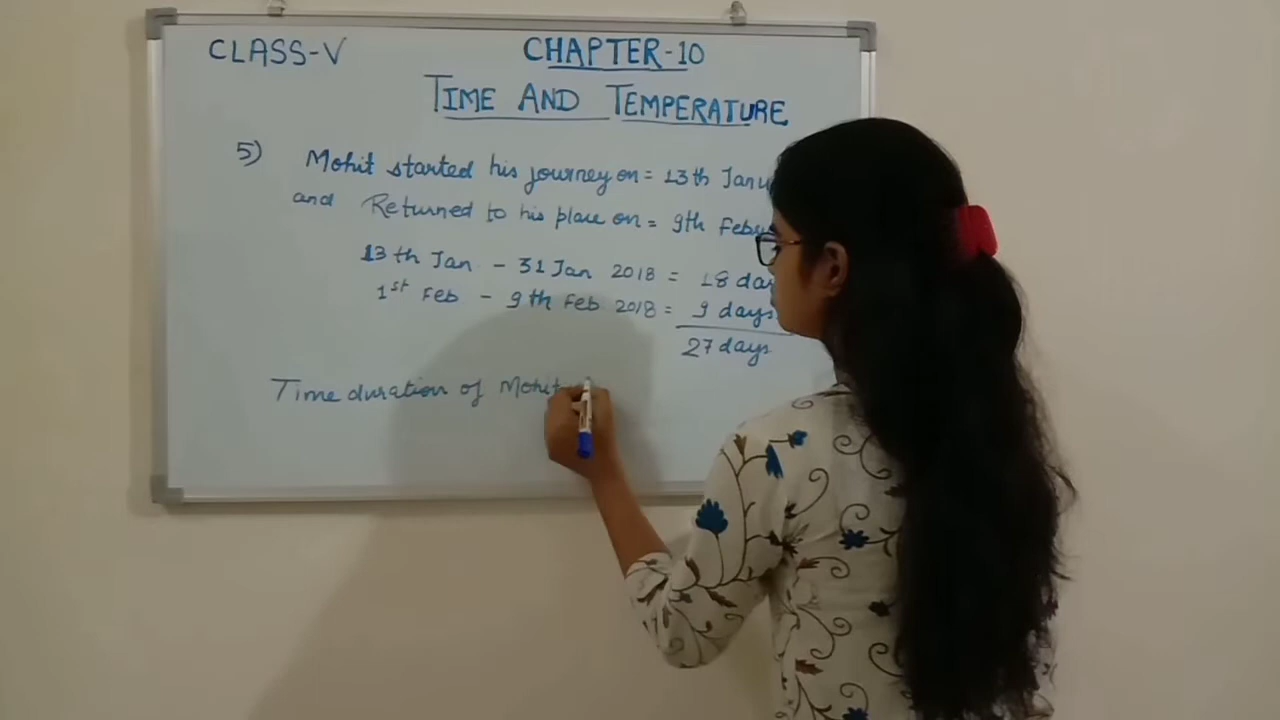 CLASS-V
CHAPTER-10
TIME AND TEMPERATURE
5) Mohit started his journey on = 13th
and Returned to his place on = 9th
13th Jan - 31 Jan 2018 = 18
1st Feb - 9th Feb 2018 = 9 days
27 days
Time duration of Mohit